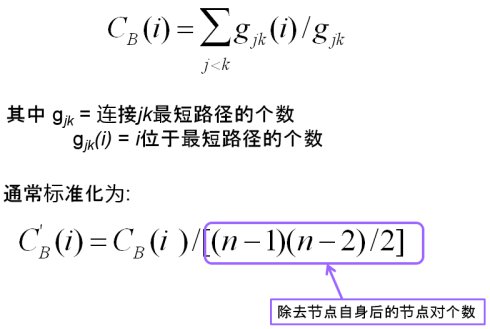 C_B(i) = ∑_{j<k} g_{jk}(i)/g_{jk}
其中 g_{jk} = 连接jk最短路径的个数
g_{jk}(i) = i位于最短路径的个数
通常标准化为:
C'_B(i) = C_B(i )/[(n−1)(n−2)/2]
除去节点自身后的节点对个数